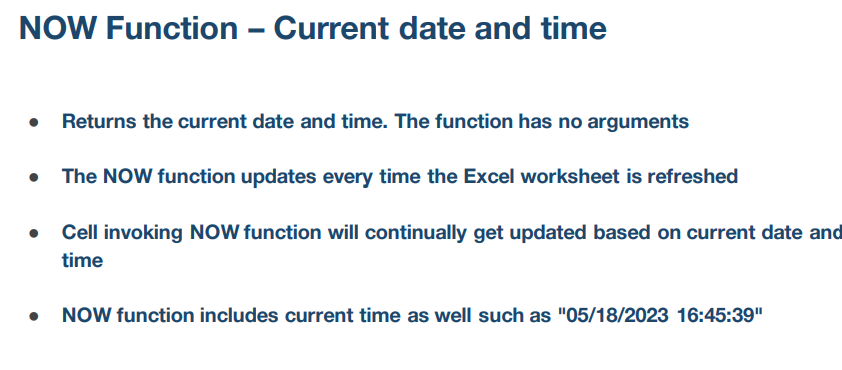 NOW Function – Current date and time
● Returns the current date and time. The function has no arguments
● The NOW function updates every time the Excel worksheet is refreshed
● Cell invoking NOW function will continually get updated based on current date and
time
● NOW function includes current time as well such as "05/18/2023 16:45:39"